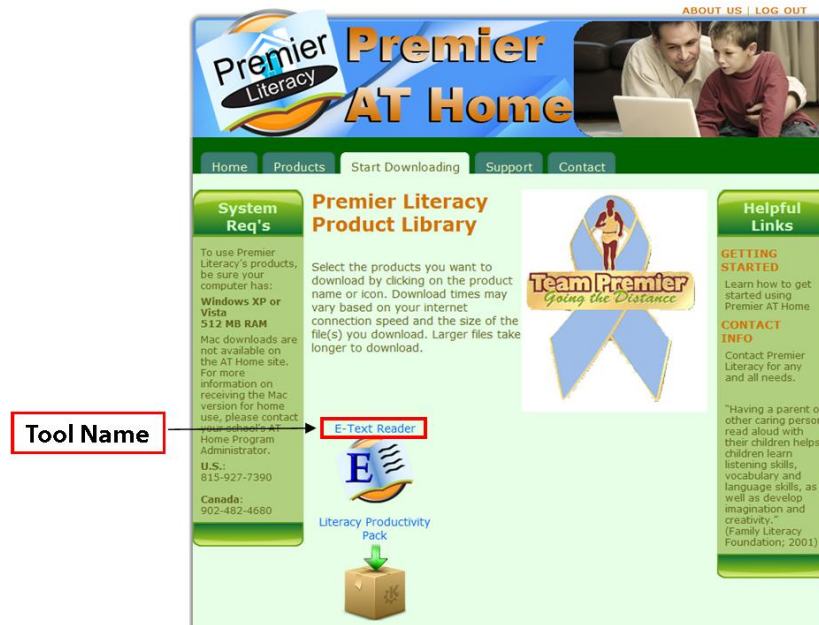 ABOUT US | LOG OUT
Premier
Literacy
Premier
AT Home
Home
Products
Start Downloading
Support
Contact
System
Req's
To use Premier
Literacy's products,
be sure your
computer has:
Windows XP or
Vista
512 MB RAM
Mac downloads are
not available on
the AT Home site.
For more
information on
receiving the Mac
version for home
use, please contact
your school's AT
Home Program
Administrator.
U.S.:
815-927-7390
Canada:
902-482-4680
Premier Literacy
Product Library
Select the products you want to
download by clicking on the product
name or icon. Download times may
vary based on your internet
connection speed and the size of the
file(s) you download. Larger files take
longer to download.
Team Premier
Going the Distance
Tool Name
E-Text Reader
E
Literacy Productivity
Pack
Helpful
Links
GETTING
STARTED
Learn how to get
started using
Premier AT Home
CONTACT
INFO
Contact Premier
Literacy for any
and all needs.
"Having a parent o
other caring person
read aloud with
their children helps
children learn
listening skills,
vocabulary and
language skills, as
well as develop
imagination and
creativity."
(Family Literacy
Foundation; 2001)